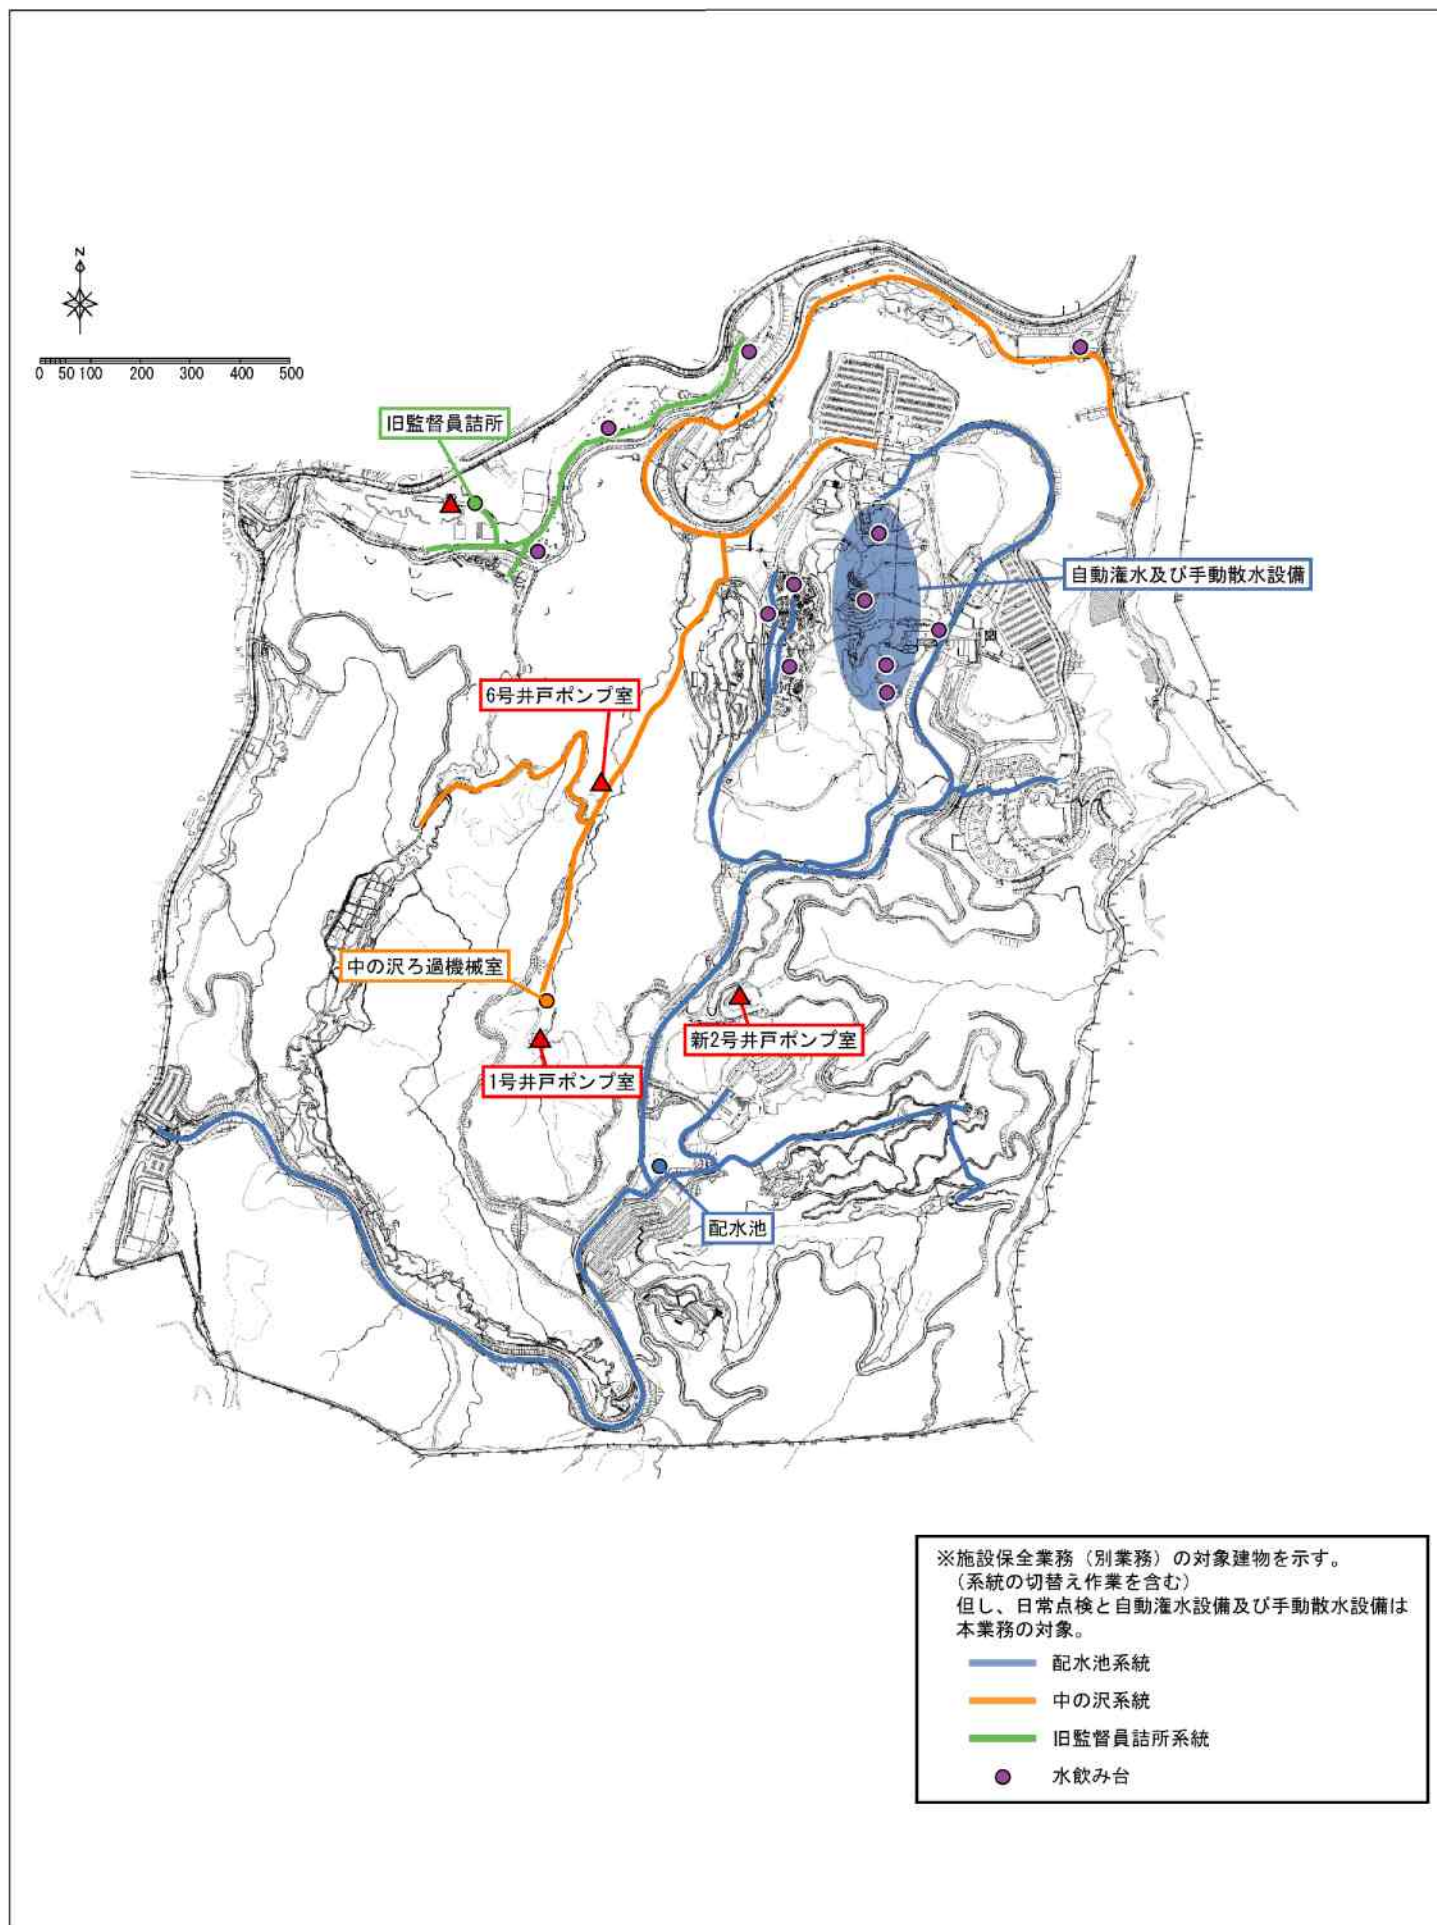 N
0 50 100 200 300 400 500
旧監督員詰所
自動灌水及び手動散水設備
6号井戸ポンプ室
中の沢ろ過機械室
新2号井戸ポンプ室
1号井戸ポンプ室
配水池
※施設保全業務（別業務）の対象建物を示す。
（系統の切替え作業を含む）
但し、日常点検と自動灌水設備及び手動散水設備は
本業務の対象。
配水池系統
中の沢系統
旧監督員詰所系統
水飲み台